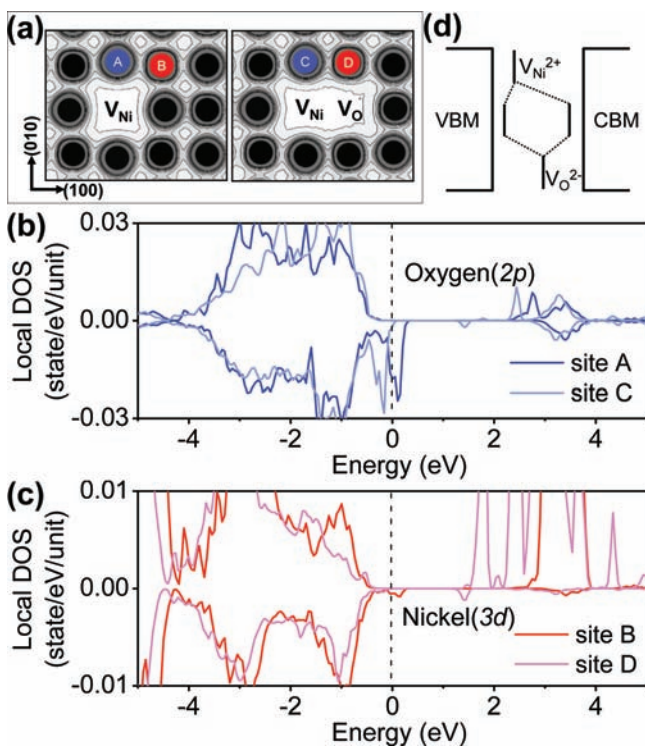 (a)
A
B
V_Ni
C
D
V_Ni V_O
(010)
(100)
(d)
V_Ni^2+
VBM
CBM
V_O^2-
(b)
0.03
0.00
-0.03
Local DOS
(state/eV/unit)
Oxygen(2p)
site A
site C
-4 -2 0 2 4
Energy (eV)
(c)
0.01
0.00
-0.01
Local DOS
(state/eV/unit)
Nickel(3d)
site B
site D
-4 -2 0 2 4
Energy (eV)